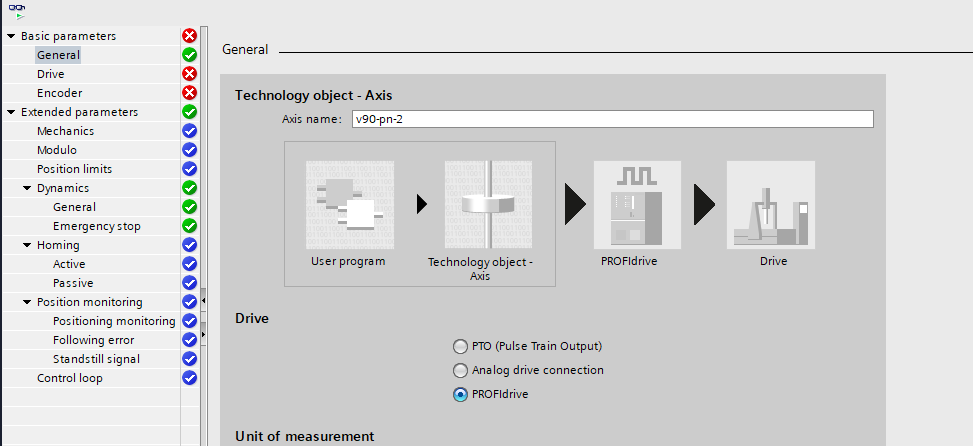 Basic parameters
General
Drive
Encoder
Extended parameters
Mechanics
Modulo
Position limits
Dynamics
General
Emergency stop
Homing
Active
Passive
Position monitoring
Positioning monitoring
Following error
Standstill signal
Control loop
General
Technology object - Axis
Axis name: v90-pn-2
User program
Technology object -
Axis
PROFIdrive
Drive
Drive
PTO (Pulse Train Output)
Analog drive connection
PROFIdrive
Unit of measurement